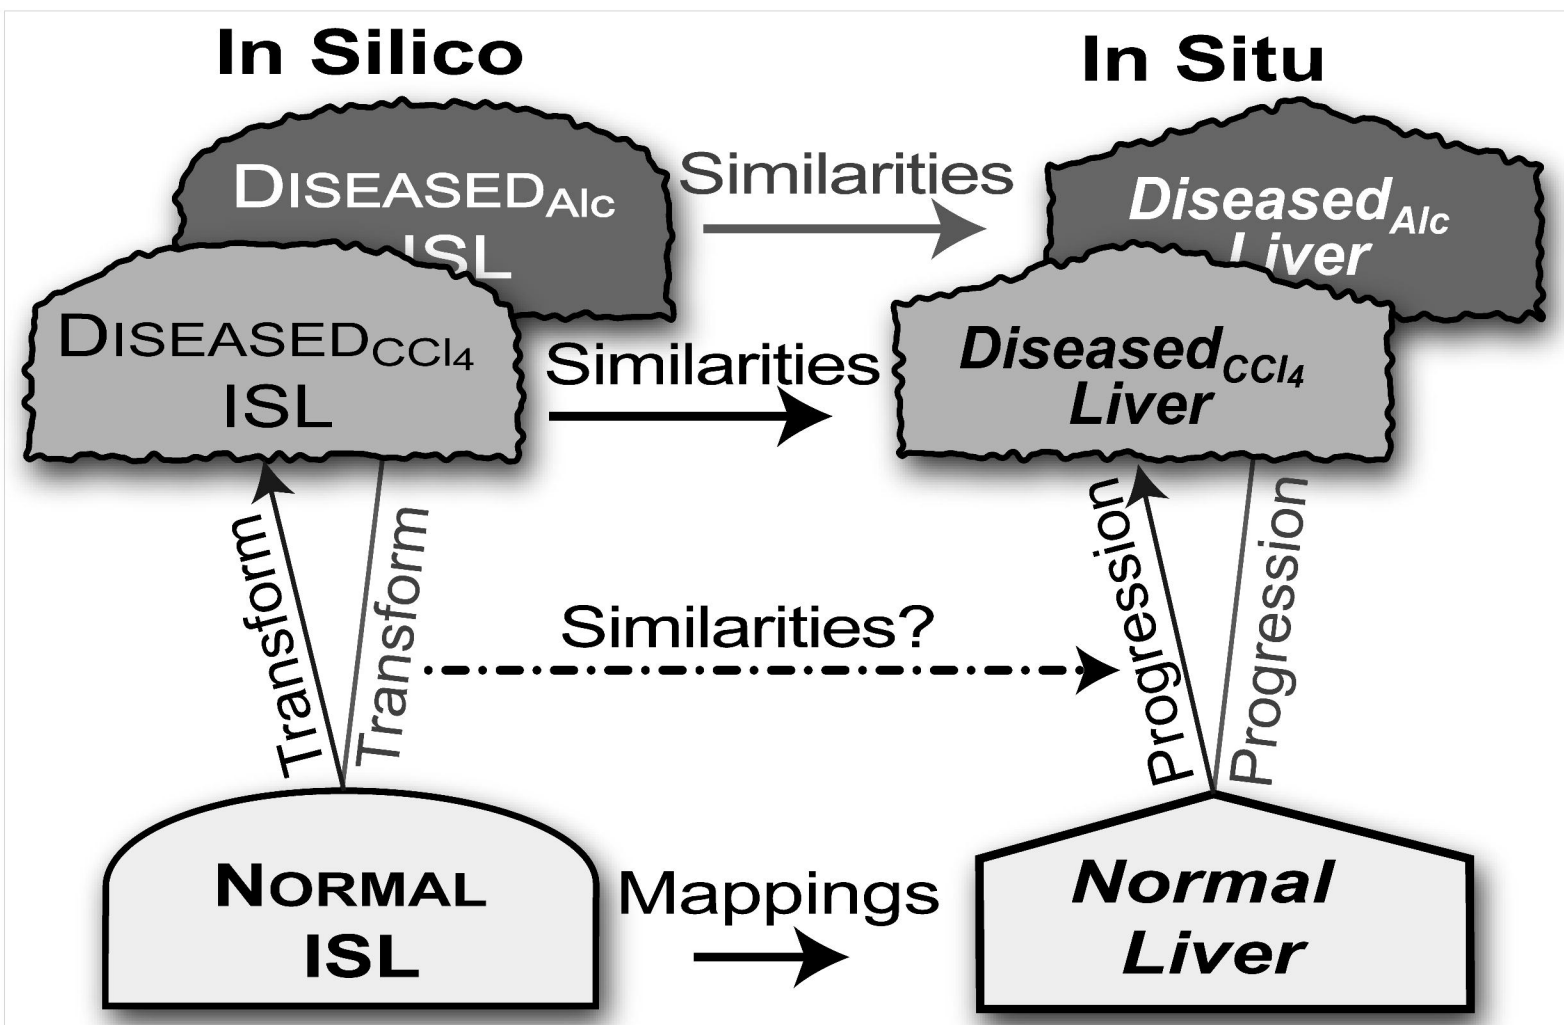 In Silico
In Situ
DISEASEDAlc
ISL
Similarities
DiseasedAlc
Liver
DISEASEDCCl4
ISL
Similarities
DiseasedCCl4
Liver
Transform
Transform
Similarities?
Progression
Progression
NORMAL
ISL
Mappings
Normal
Liver